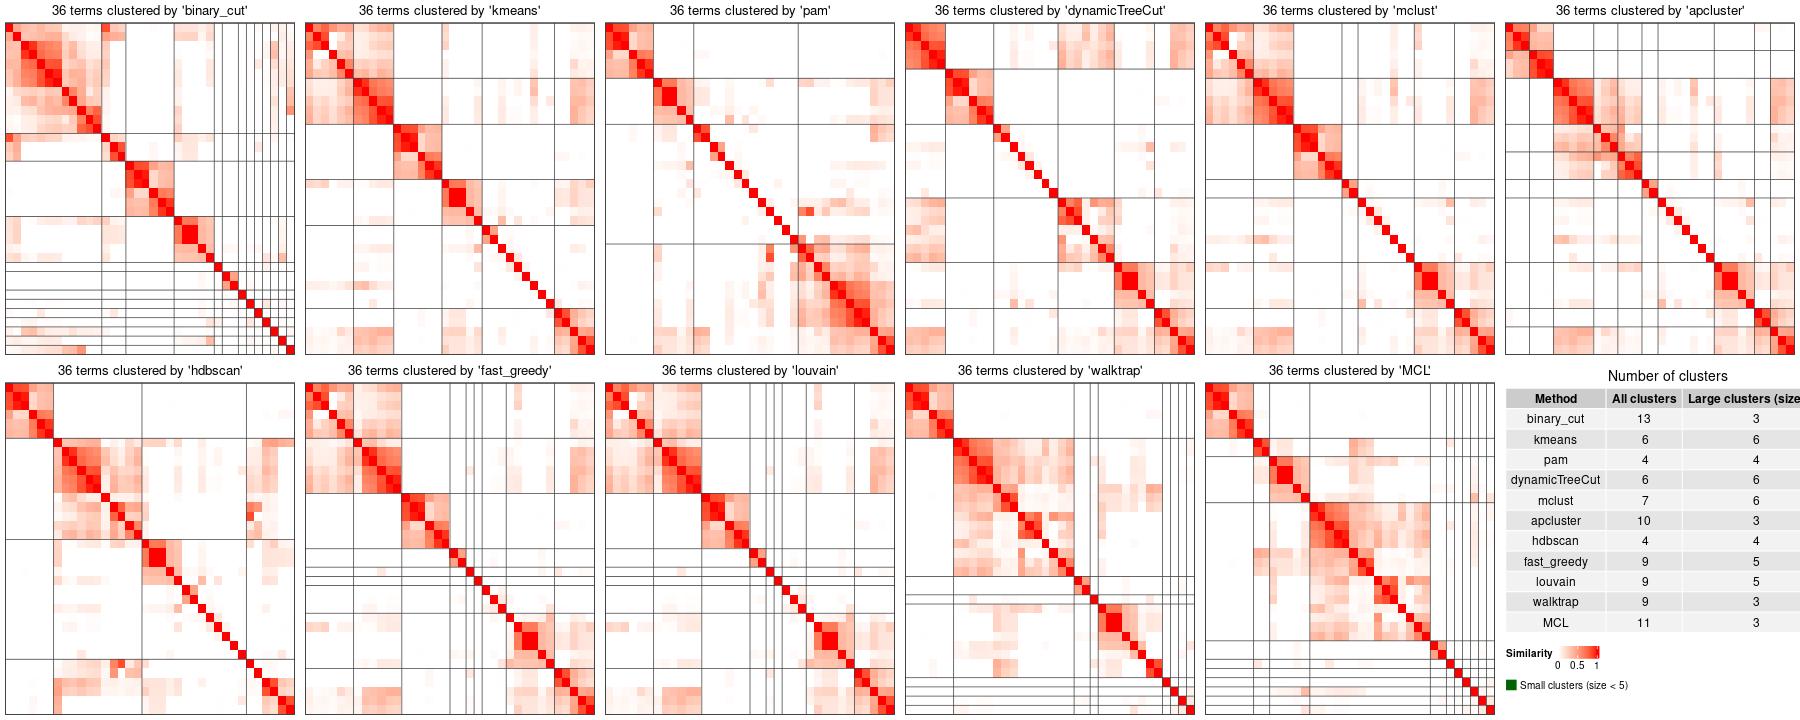 36 terms clustered by 'binary_cut'
36 terms clustered by 'kmeans'
36 terms clustered by 'pam'
36 terms clustered by 'dynamicTreeCut'
36 terms clustered by 'mclust'
36 terms clustered by 'apcluster'
36 terms clustered by 'hdbscan'
36 terms clustered by 'fast_greedy'
36 terms clustered by 'louvain'
36 terms clustered by 'walktrap'
36 terms clustered by 'MCL'
Number of clusters
Method All clusters Large clusters (size
binary_cut 13 3
kmeans 6 6
pam 4 4
dynamicTreeCut 6 6
mclust 7 6
apcluster 10 3
hdbscan 4 4
fast_greedy 9 5
louvain 9 5
walktrap 9 3
MCL 11 3
Similarity
0 0.5 1
Small clusters (size < 5)